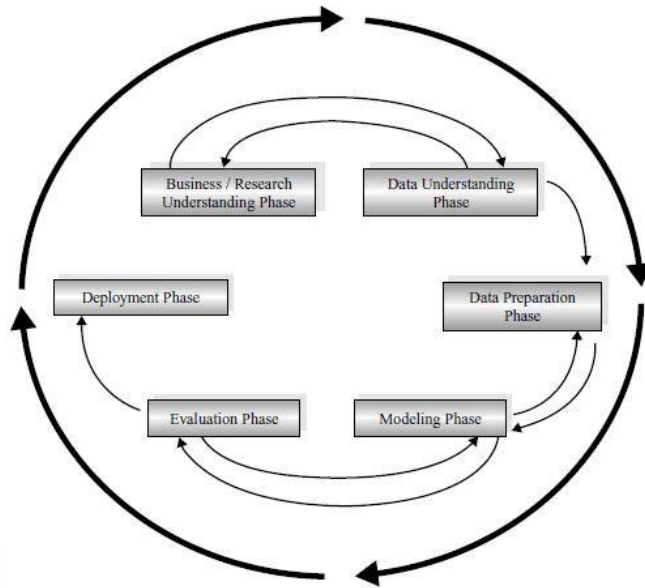 Business / Research
Understanding Phase
Data Understanding
Phase
Deployment Phase
Data Preparation
Phase
Evaluation Phase
Modeling Phase